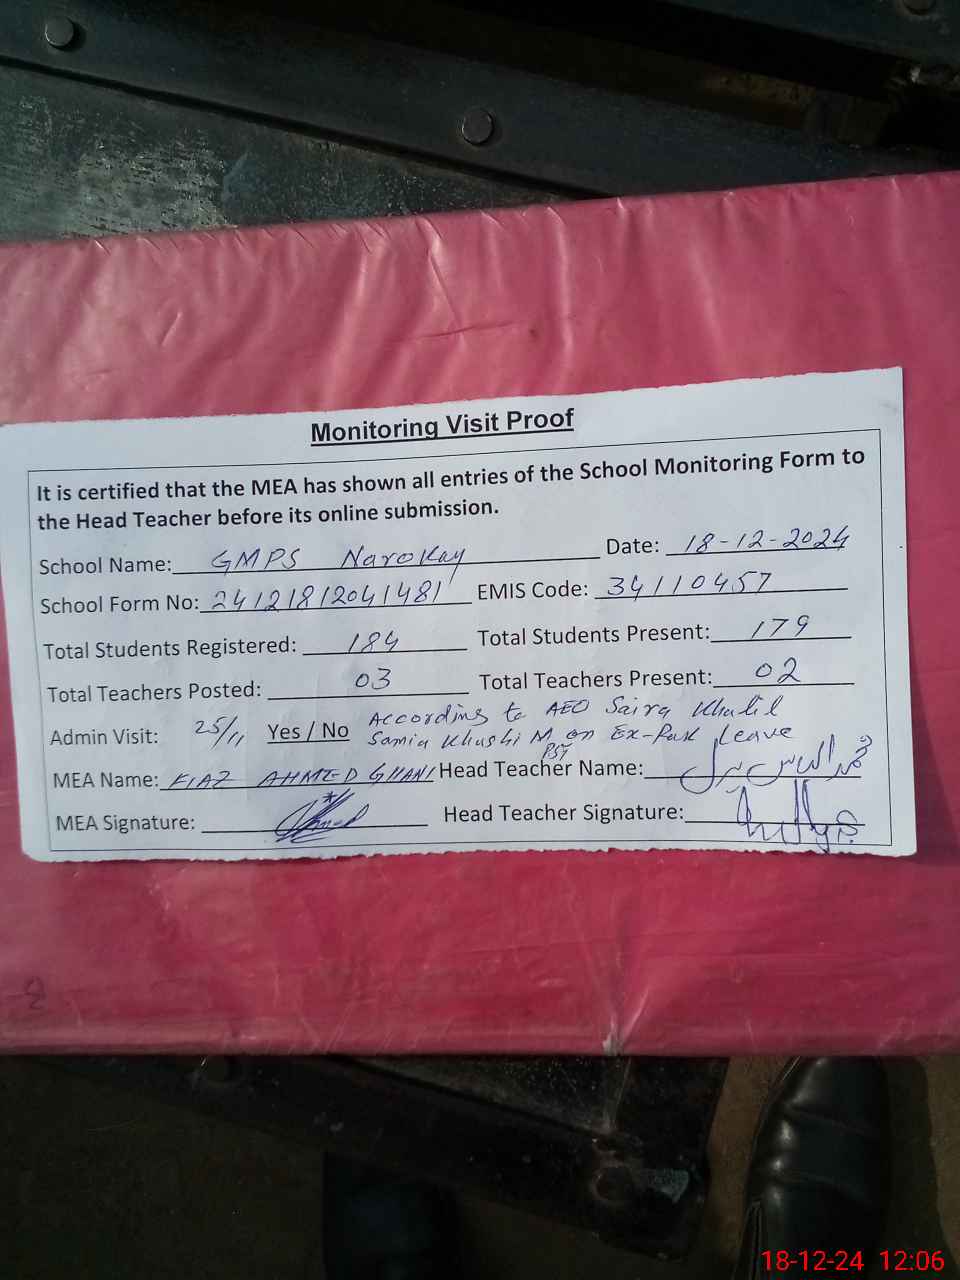 Monitoring Visit Proof
It is certified that the MEA has shown all entries of the School Monitoring Form to
the Head Teacher before its online submission.
School Name: GMPS Narokay Date: 18-12-2024
School Form No: 24121812041481 EMIS Code: 34110457
Total Students Registered: 184 Total Students Present: 179
Total Teachers Posted: 03 Total Teachers Present: 02
Admin Visit: 25/11 Yes / No According to AEO Saira Khalil
Samia Khushi M PST on Ex-Pak Leave
MEA Name: FIAZ AHMED GHANI Head Teacher Name: محمد الیاس
MEA Signature: Head Teacher Signature:
18-12-24 12:06